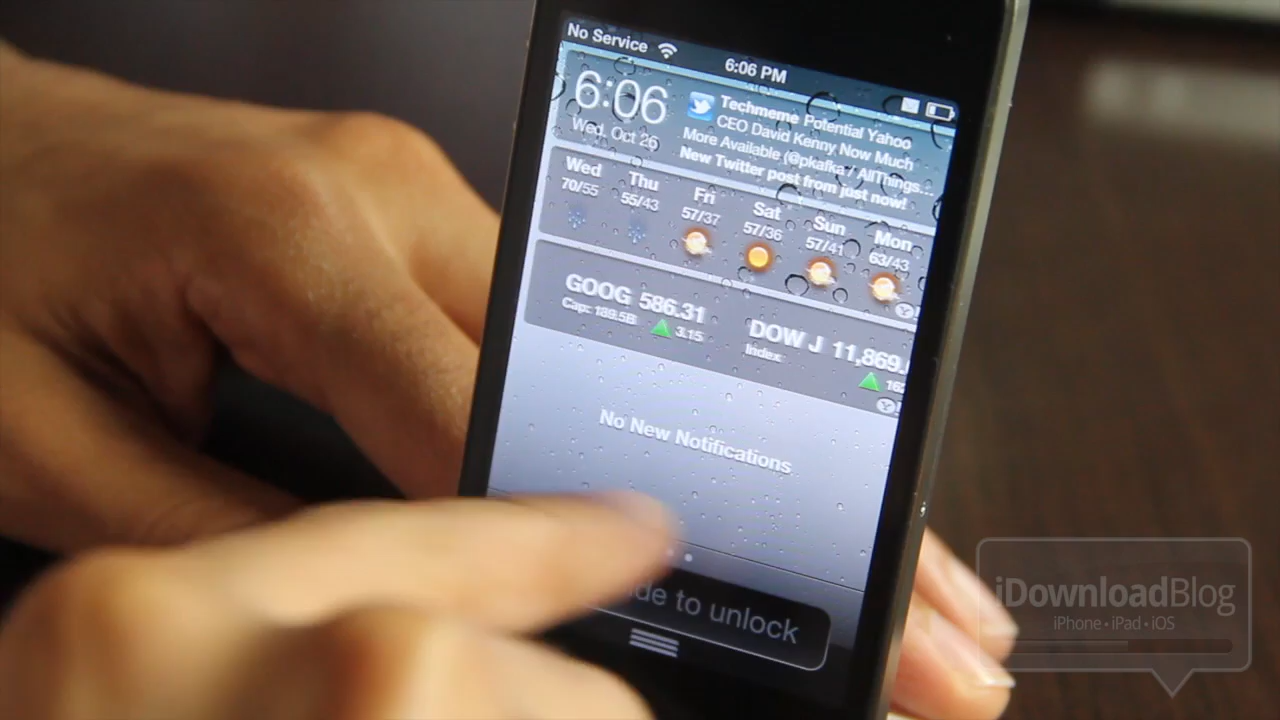 No Service
6:06 PM
6:06
Wed, Oct 26
Techmeme Potential Yahoo
CEO David Kenny Now Much
More Available (@pkafka / AllThings...
New Twitter post from just now!
Wed Thu Fri Sat Sun Mon
70/55 55/43 57/37 57/36 57/41 63/43
Y!
GOOG 586.31
Cap: 189.5B 3.15
DOW J 11,869.
Index 162
Y!
No New Notifications
ide to unlock
iDownloadBlog
iPhone • iPad • iOS